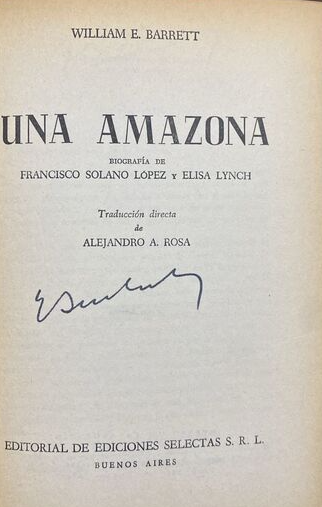 WILLIAM E. BARRETT
UNA AMAZONA
BIOGRAFÍA DE
FRANCISCO SOLANO LÓPEZ Y ELISA LYNCH
Traducción directa
de
ALEJANDRO A. ROSA
EDITORIAL DE EDICIONES SELECTAS S. R. L.
BUENOS AIRES